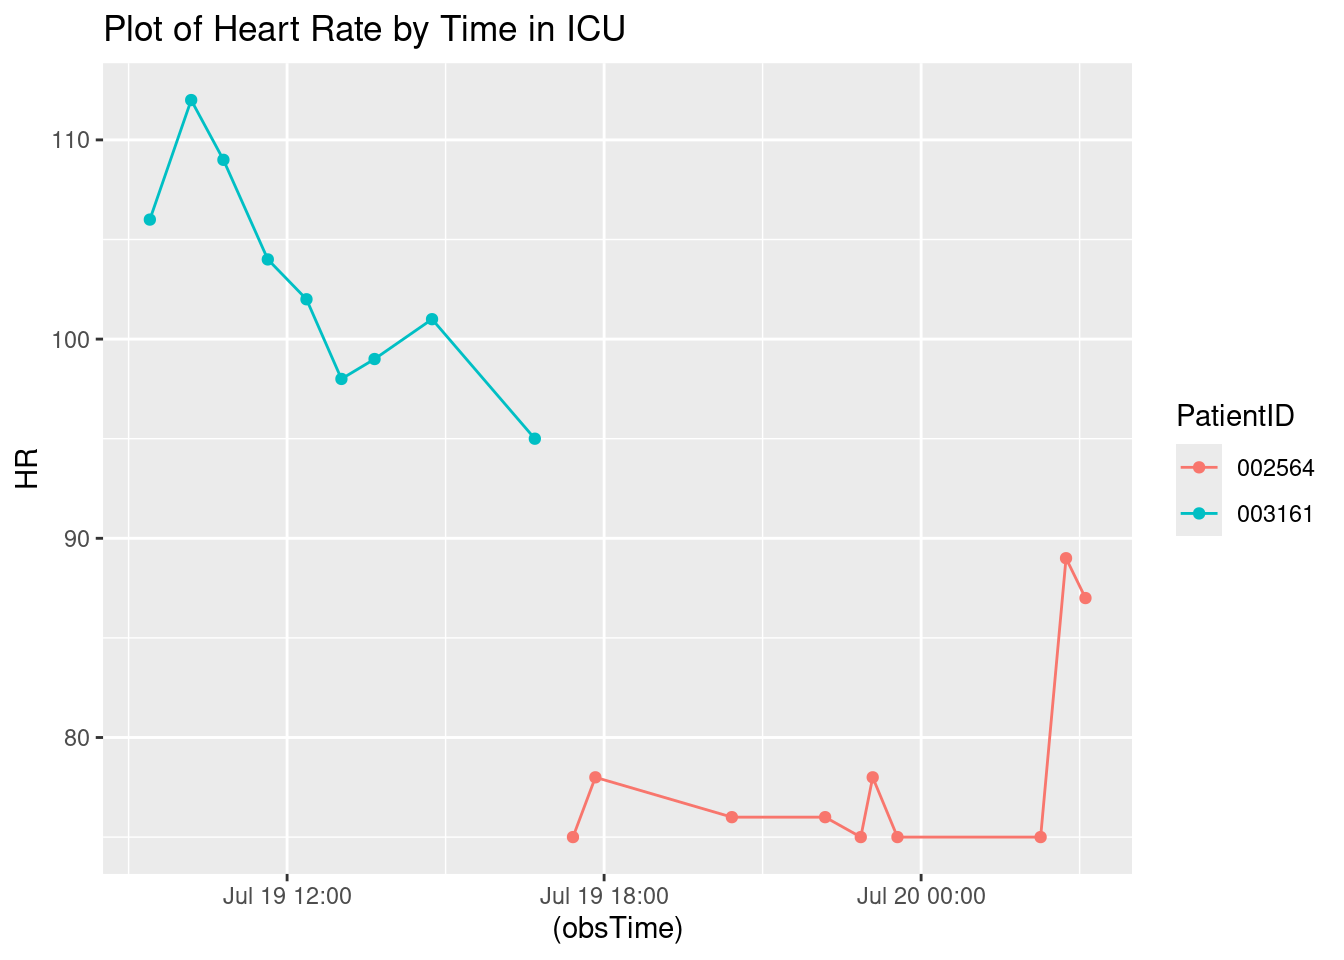 Plot of Heart Rate by Time in ICU
110
100
90
80
HR
Jul 19 12:00
Jul 19 18:00
Jul 20 00:00
(obsTime)
PatientID
002564
003161